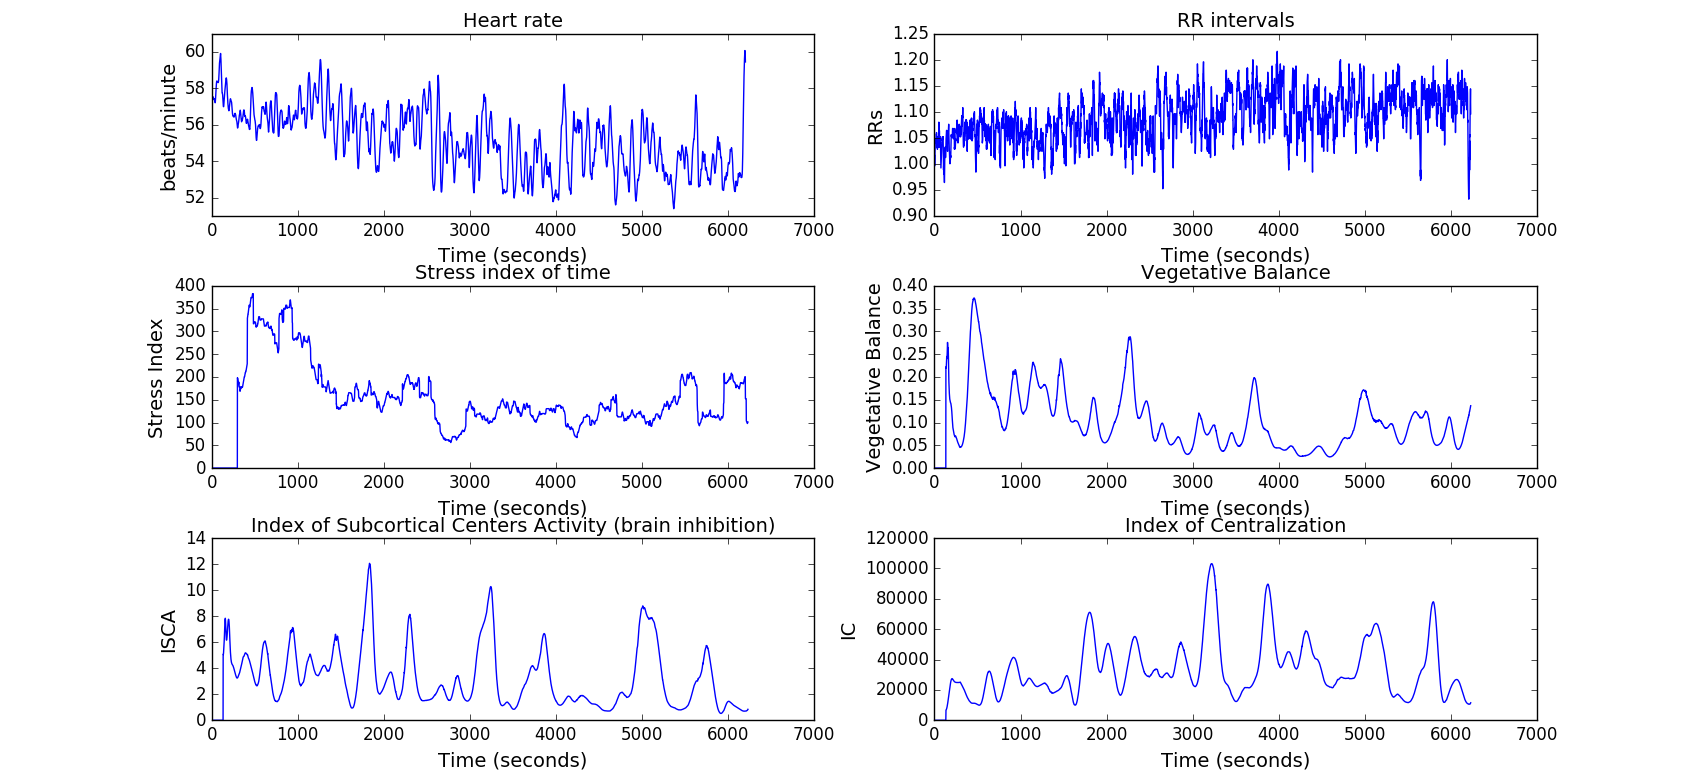 Heart rate
RR intervals
beats/minute
60
58
56
54
52
0 1000 2000 3000 4000 5000 6000 7000
Time (seconds)
RRs
1.25
1.20
1.15
1.10
1.05
1.00
0.95
0.90
0 1000 2000 3000 4000 5000 6000 7000
Time (seconds)
Stress index of time
Vegetative Balance
Stress Index
400
350
300
250
200
150
100
50
0
0 1000 2000 3000 4000 5000 6000 7000
Time (seconds)
Vegetative Balance
0.40
0.35
0.30
0.25
0.20
0.15
0.10
0.05
0.00
0 1000 2000 3000 4000 5000 6000 7000
Time (seconds)
Index of Subcortical Centers Activity (brain inhibition)
Index of Centralization
ISCA
14
12
10
8
6
4
2
0
0 1000 2000 3000 4000 5000 6000 7000
Time (seconds)
IC
120000
100000
80000
60000
40000
20000
0
0 1000 2000 3000 4000 5000 6000 7000
Time (seconds)